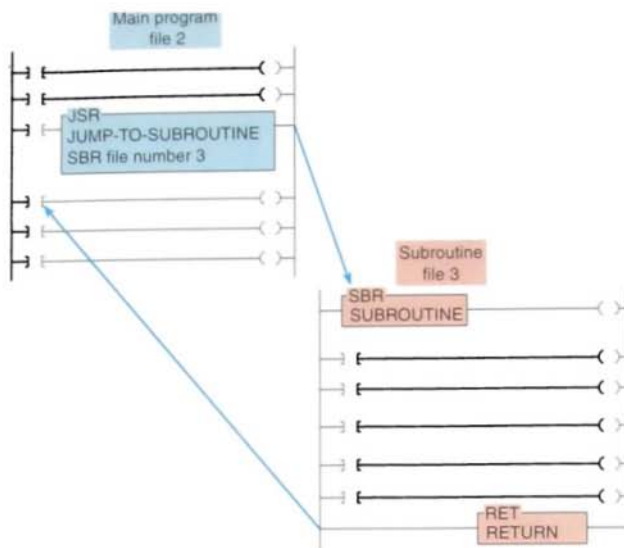 Main program
file 2
JSR
JUMP-TO-SUBROUTINE
SBR file number 3
Subroutine
file 3
SBR
SUBROUTINE
RET
RETURN